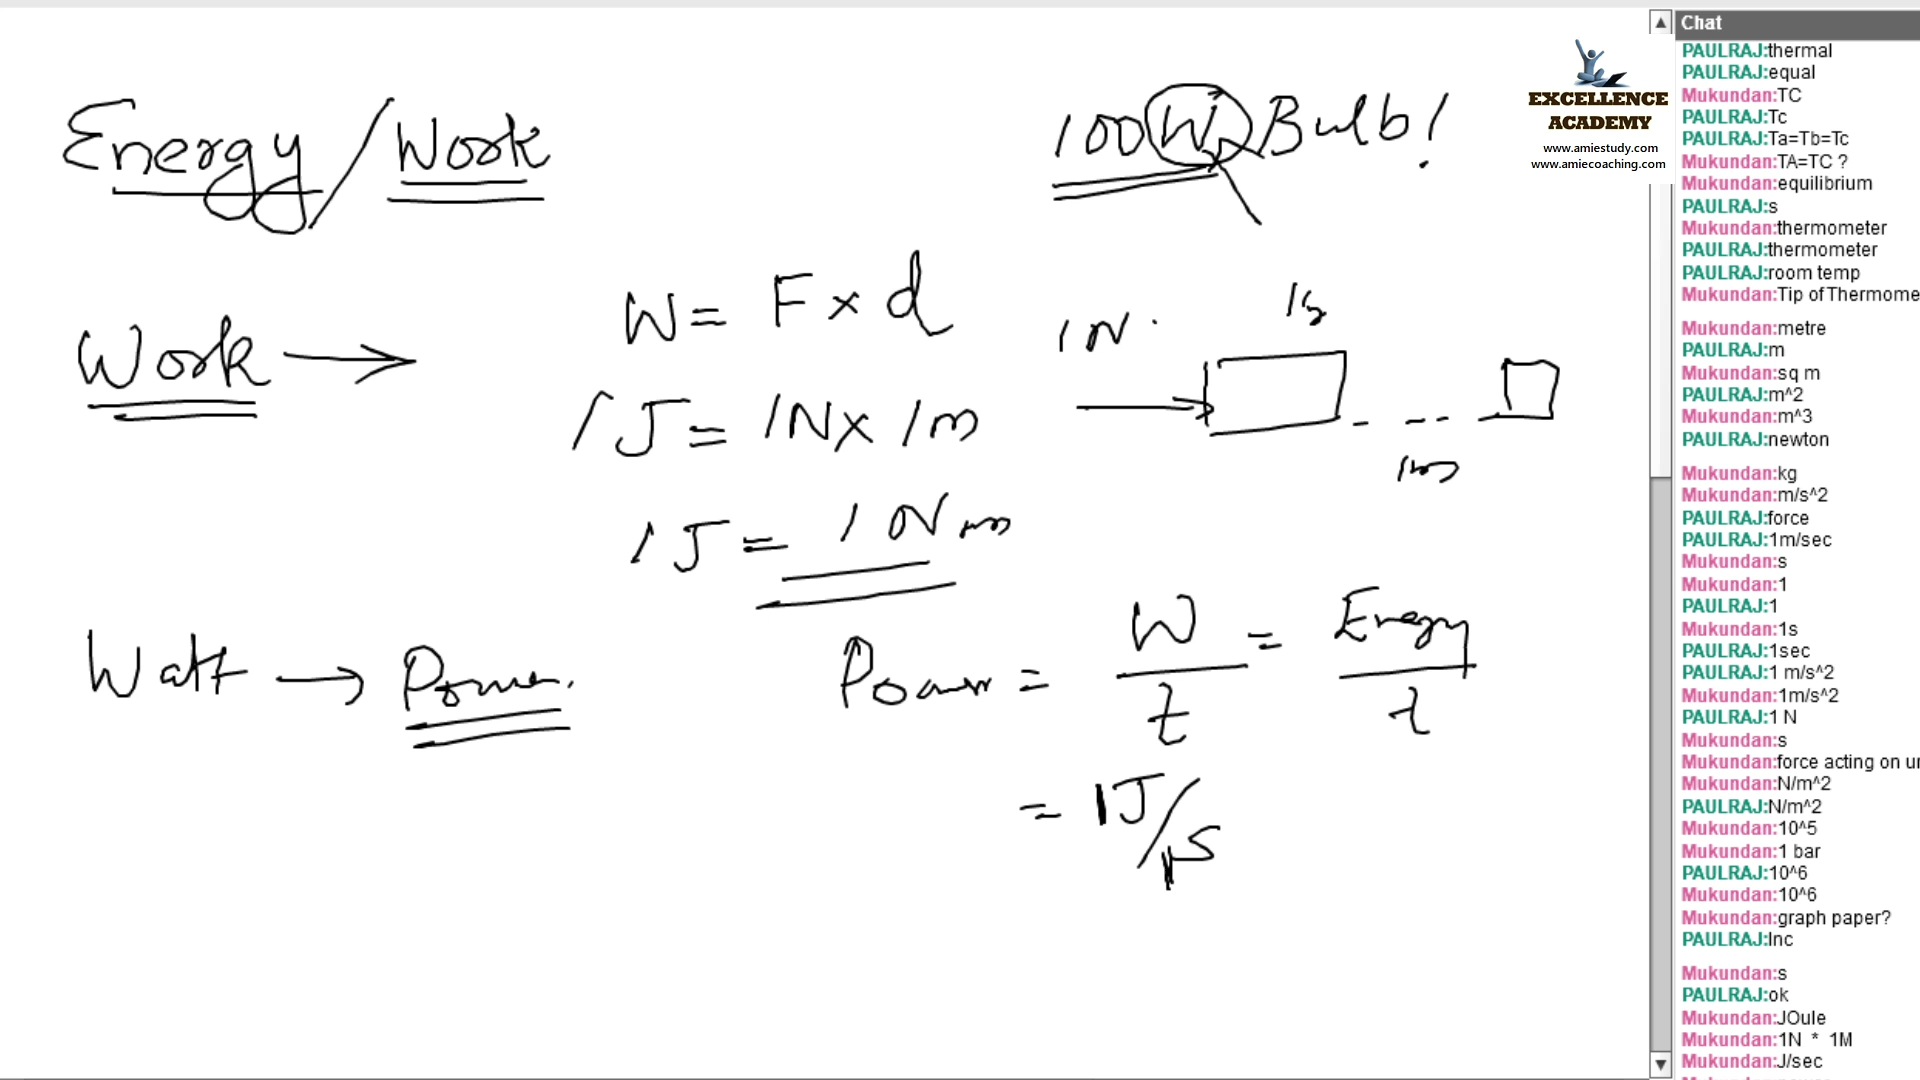 Energy / Work
100 W Bulb!
W = F x d
Work →
1N
1s
1J = 1N x 1m
1m
1J = 1 Nm
Watt → Power
Power = W/t = Energy/t
= 1J/1s
EXCELLENCE
ACADEMY
www.amiestudy.com
www.amiecoaching.com
Chat
PAULRAJ:thermal
PAULRAJ:equal
Mukundan:TC
PAULRAJ:Tc
PAULRAJ:Ta=Tb=Tc
Mukundan:TA=TC ?
Mukundan:equilibrium
PAULRAJ:s
Mukundan:thermometer
PAULRAJ:thermometer
PAULRAJ:room temp
Mukundan:Tip of Thermome
Mukundan:metre
PAULRAJ:m
Mukundan:sq m
PAULRAJ:m^2
Mukundan:m^3
PAULRAJ:newton
Mukundan:kg
Mukundan:m/s^2
PAULRAJ:force
PAULRAJ:1m/sec
Mukundan:s
Mukundan:1
PAULRAJ:1
Mukundan:1s
PAULRAJ:1sec
PAULRAJ:1 m/s^2
Mukundan:1m/s^2
PAULRAJ:1 N
Mukundan:s
Mukundan:force acting on un
Mukundan:N/m^2
PAULRAJ:N/m^2
Mukundan:10^5
Mukundan:1 bar
PAULRAJ:10^6
Mukundan:10^6
Mukundan:graph paper?
PAULRAJ:Inc
Mukundan:s
PAULRAJ:ok
Mukundan:JOule
Mukundan:1N * 1M
Mukundan:J/sec